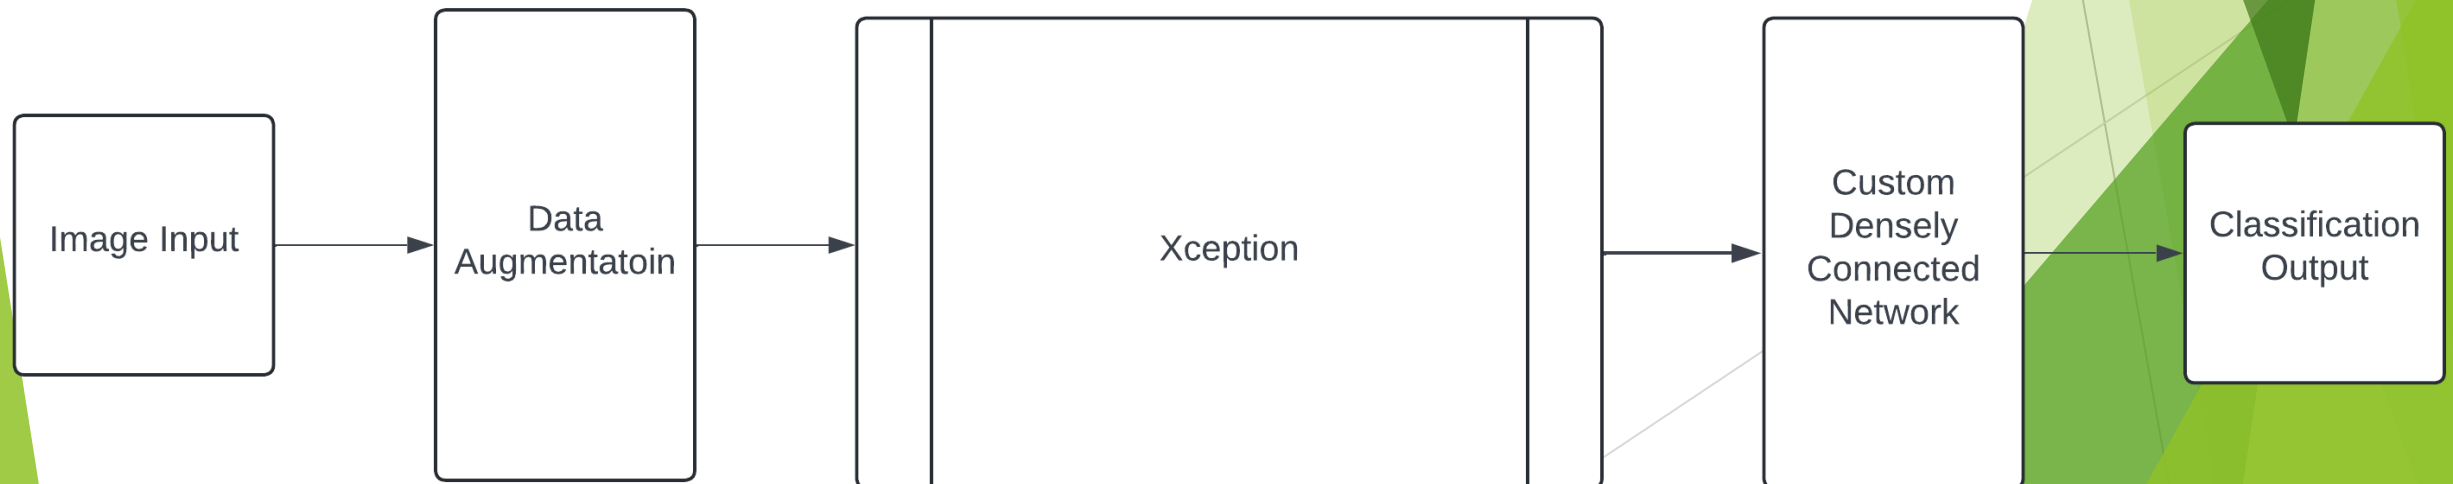 Image Input
Data
Augmentatoin
Xception
Custom
Densely
Connected
Network
Classification
Output